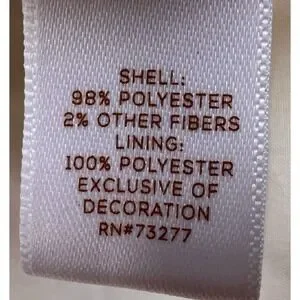 SHELL:
98% POLYESTER
2% OTHER FIBERS
LINING:
100% POLYESTER
EXCLUSIVE OF
DECORATION
RN#73277